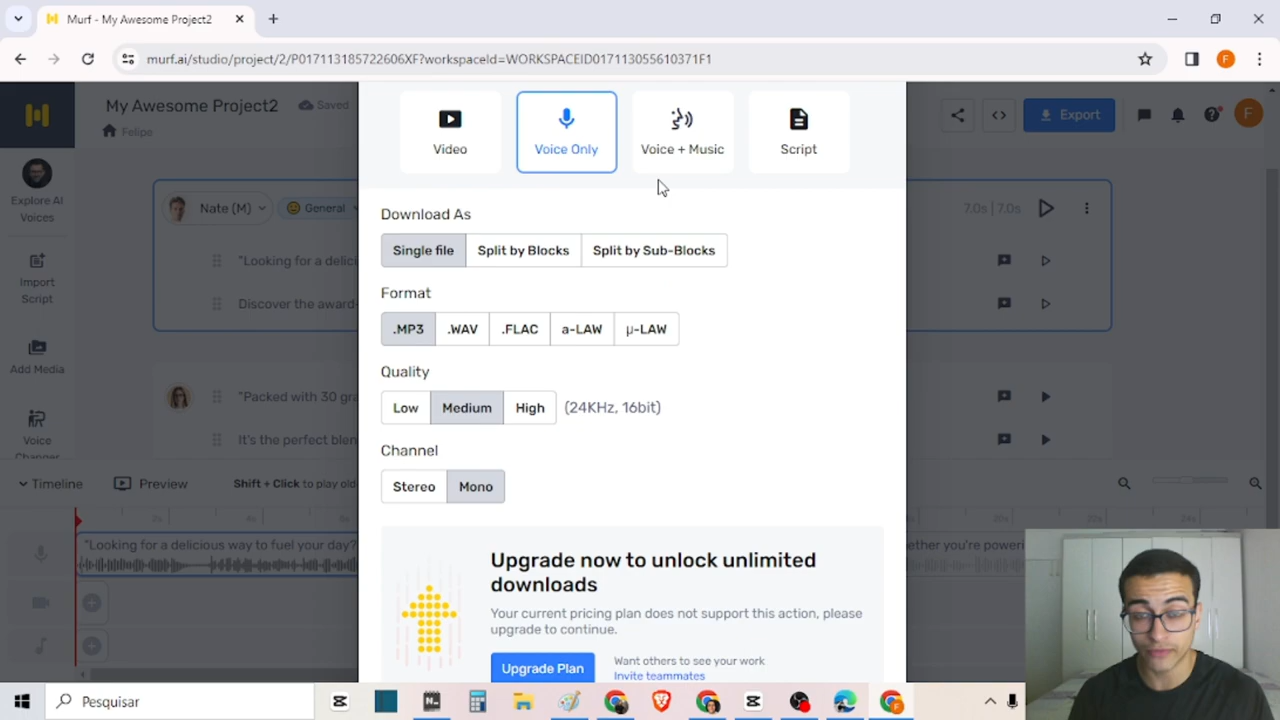 Murf - My Awesome Project2
murf.ai/studio/project/2/P017113185722606XF?workspaceId=WORKSPACEID0171130556103​71F1
F
My Awesome Project2
Saved
Felipe
Export
F
Video
Voice Only
Voice + Music
Script
Explore AI
Voices
Import
Script
Add Media
Voice
Changer
Nate (M)
General
7.0s | 7.0s
"Looking for a delici
Discover the award-
"Packed with 30 gra
It's the perfect blen
Download As
Single file
Split by Blocks
Split by Sub-Blocks
Format
.MP3
.WAV
.FLAC
a-LAW
μ-LAW
Quality
Low
Medium
High
(24KHz, 16bit)
Channel
Stereo
Mono
Timeline
Preview
Shift + Click to play
"Looking for a delicious way to fuel your day?
ether you're poweri
Upgrade now to unlock unlimited
downloads
Your current pricing plan does not support this action, please
upgrade to continue.
Upgrade Plan
Want others to see your work
Invite teammates
Pesquisar